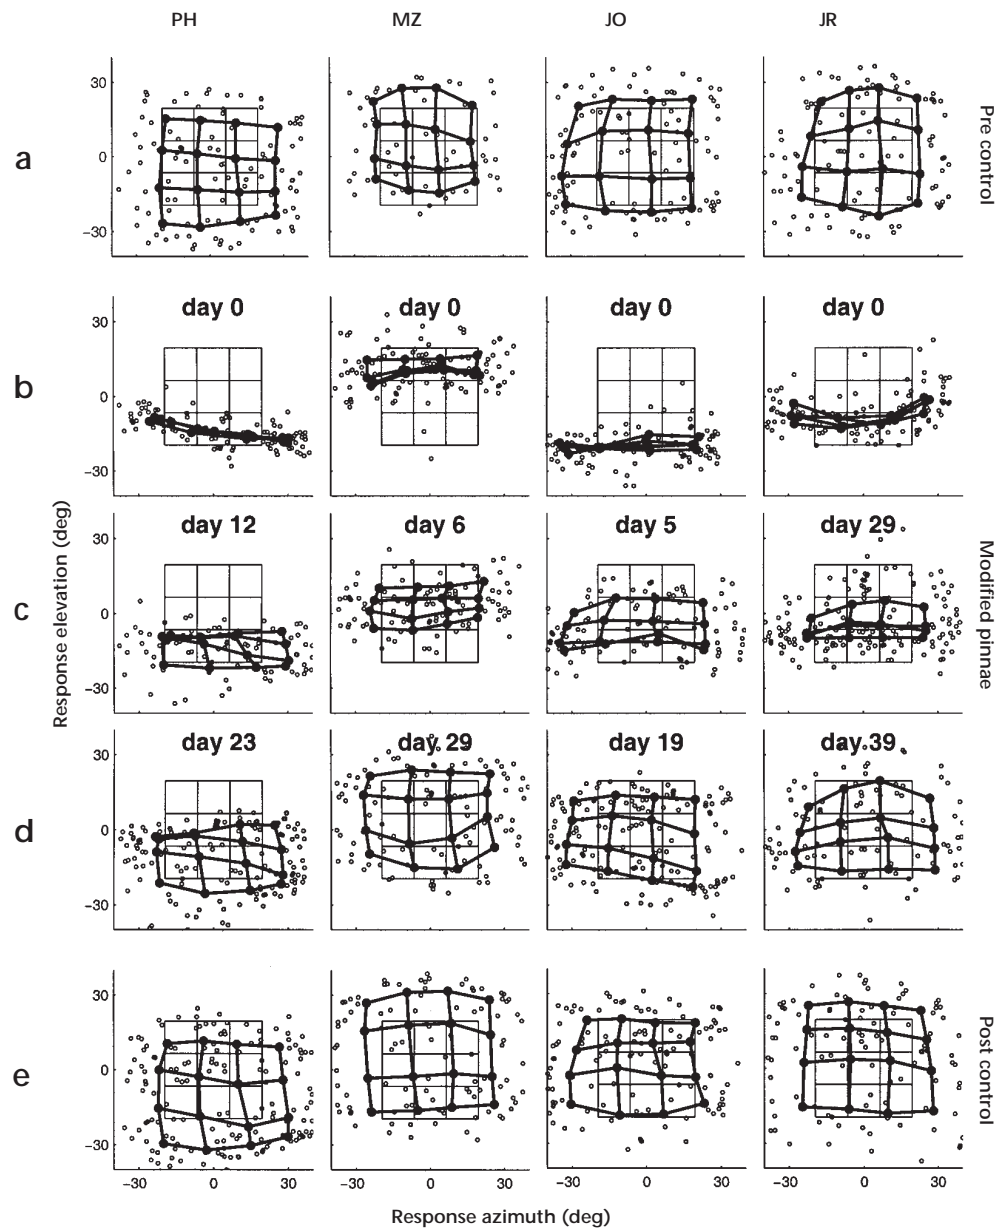 PH MZ JO JR
30
0
-30
a
Pre control
day 0 day 0 day 0 day 0
30
0
-30
b
day 12 day 6 day 5 day 29
30
0
-30
c
Response elevation (deg)
Modified pinnae
day 23 day 29 day 19 day 39
30
0
-30
d
30
0
-30
e
Post control
-30 0 30 -30 0 30 -30 0 30 -30 0 30
Response azimuth (deg)